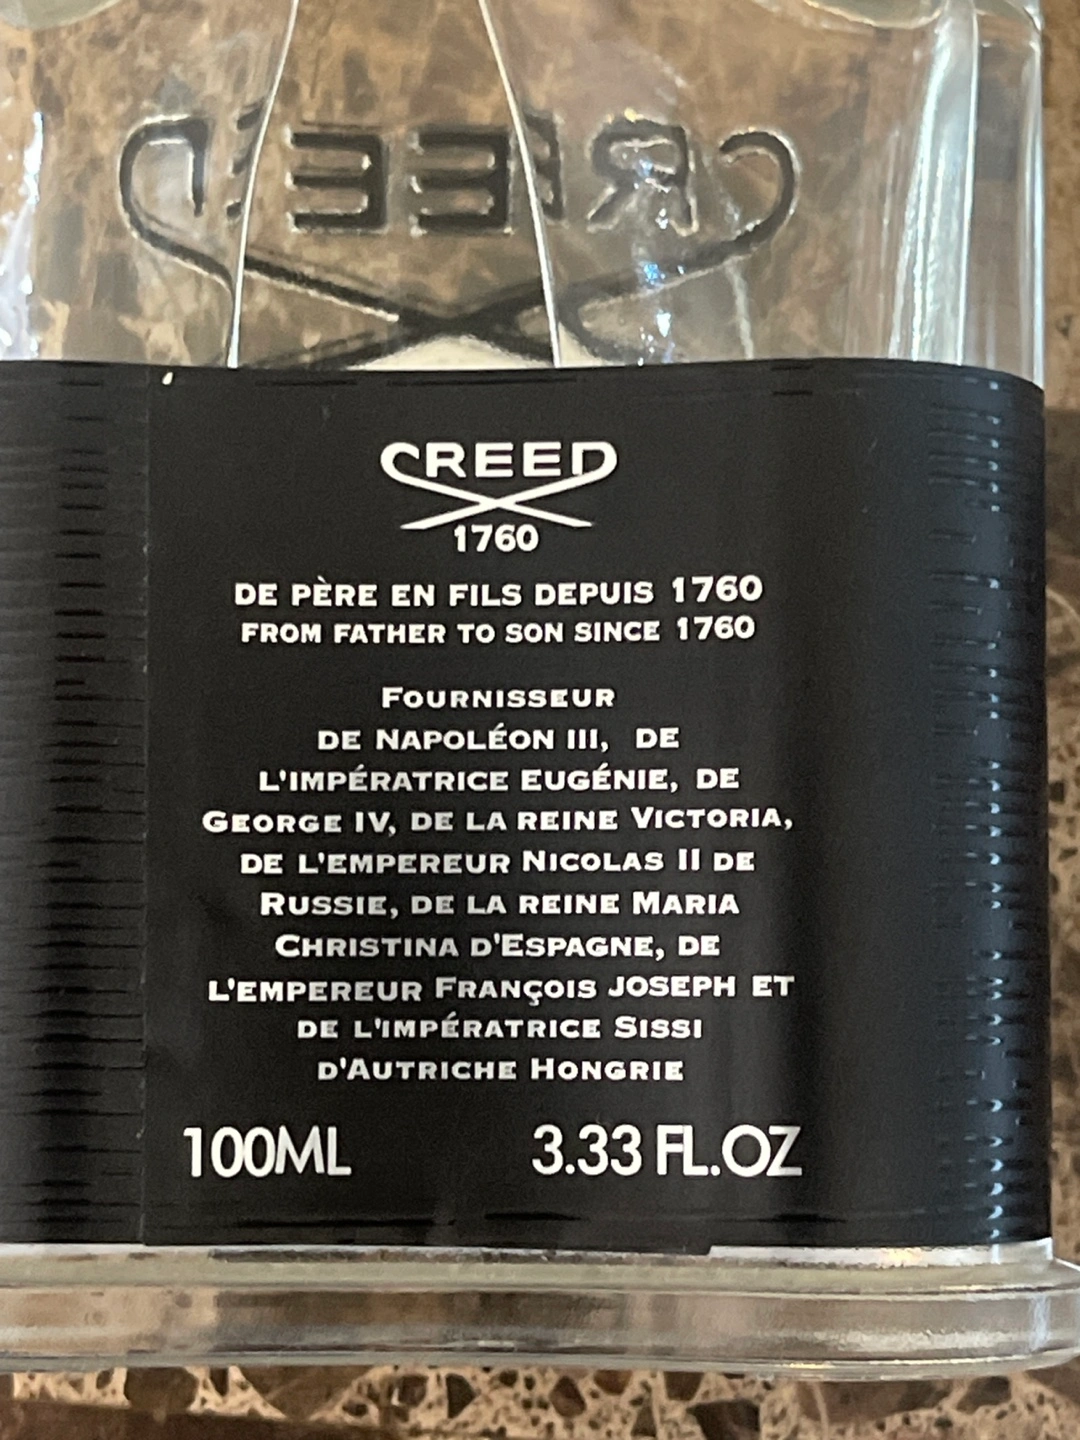 CREED
CREED
1760
DE PÈRE EN FILS DEPUIS 1760
FROM FATHER TO SON SINCE 1760
FOURNISSEUR
DE NAPOLÉON III, DE
L'IMPÉRATRICE EUGÉNIE, DE
GEORGE IV, DE LA REINE VICTORIA,
DE L'EMPEREUR NICOLAS II DE
RUSSIE, DE LA REINE MARIA
CHRISTINA D'ESPAGNE, DE
L'EMPEREUR FRANÇOIS JOSEPH ET
DE L'IMPÉRATRICE SISSI
D'AUTRICHE HONGRIE
100ML 3.33 FL.OZ